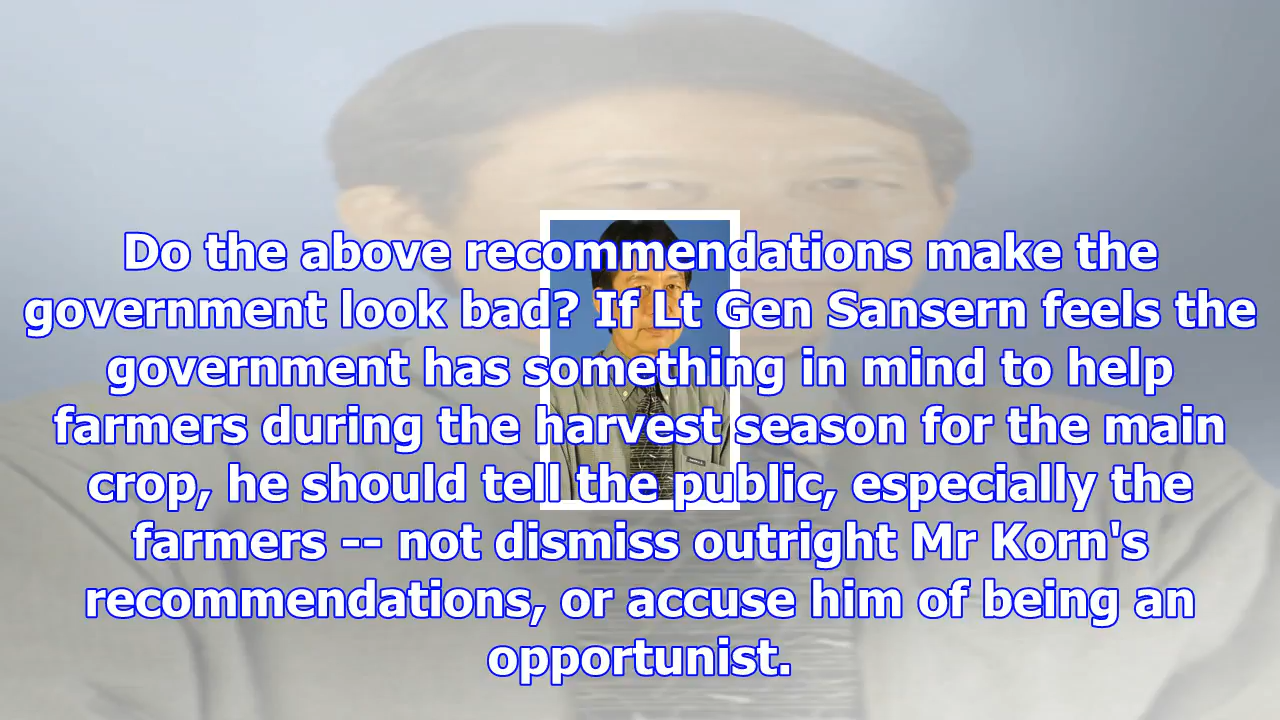 Do the above recommendations make the
government look bad? If Lt Gen Sansern feels the
government has something in mind to help
farmers during the harvest season for the main
crop, he should tell the public, especially the
farmers -- not dismiss outright Mr Korn's
recommendations, or accuse him of being an
opportunist.